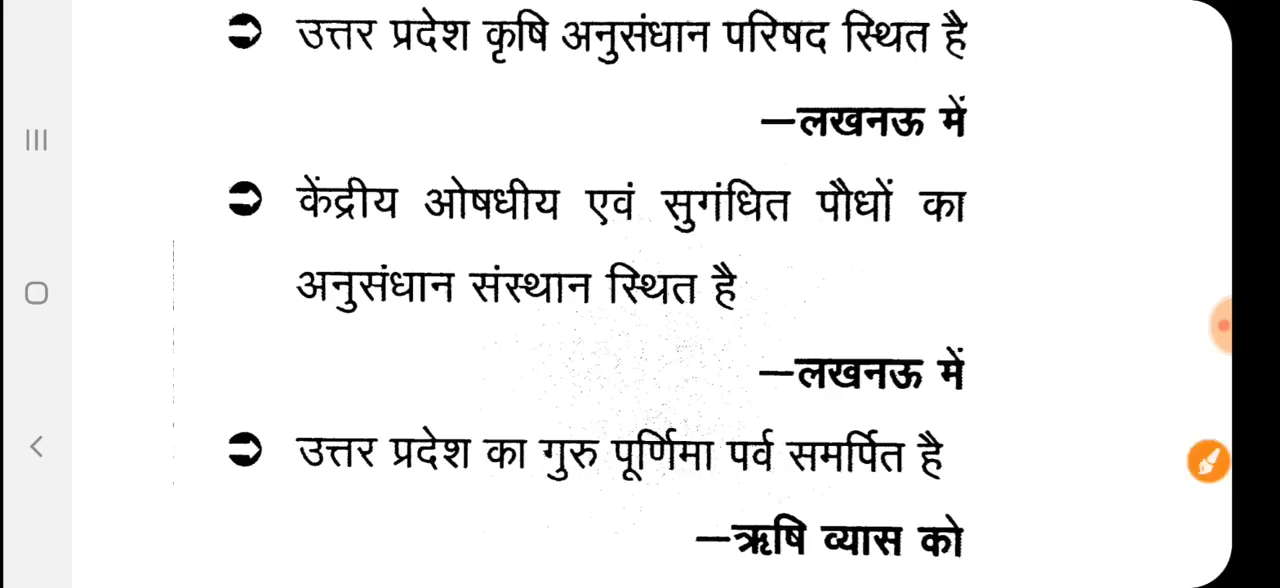 ➲ उत्तर प्रदेश कृषि अनुसंधान परिषद स्थित है
—लखनऊ में
➲ केंद्रीय ओषधीय एवं सुगंधित पौधों का
अनुसंधान संस्थान स्थित है
—लखनऊ में
➲ उत्तर प्रदेश का गुरु पूर्णिमा पर्व समर्पित है
—ऋषि व्यास को